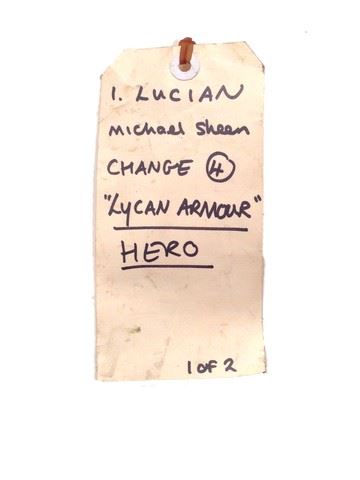 1. LUCIAN
Michael Sheen
CHANGE 4
"LYCAN ARMOUR"
HERO
1 OF 2